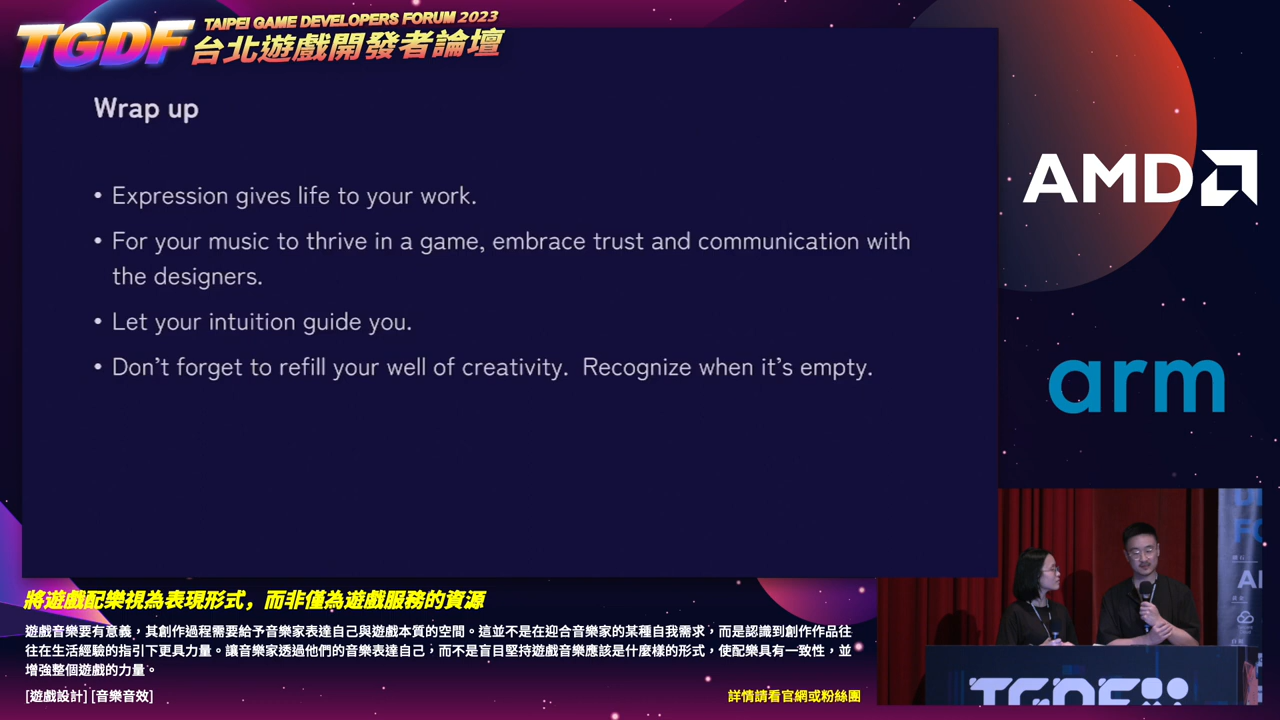 TGDF
TAIPEI GAME DEVELOPERS FORUM 2023
台北遊戲開發者論壇
Wrap up
• Expression gives life to your work.
• For your music to thrive in a game, embrace trust and communication with
the designers.
• Let your intuition guide you.
• Don't forget to refill your well of creativity.  Recognize when it's empty.
AMD
arm
將遊戲配樂視為表現形式，而非僅為遊戲服務的資源
遊戲音樂要有意義，其創作過程需要給予音樂家表達自己與遊戲本質的空間。這並不是在迎合音樂家的某種自我需求，而是認識到創作作品往
往在生活經驗的指引下更具力量。讓音樂家透過他們的音樂表達自己，而不是盲目堅持遊戲音樂應該是什麼樣的形式，使配樂具有一致性，並
增強整個遊戲的力量。
[遊戲設計] [音樂音效]
詳情請看官網或粉絲團
TGDF